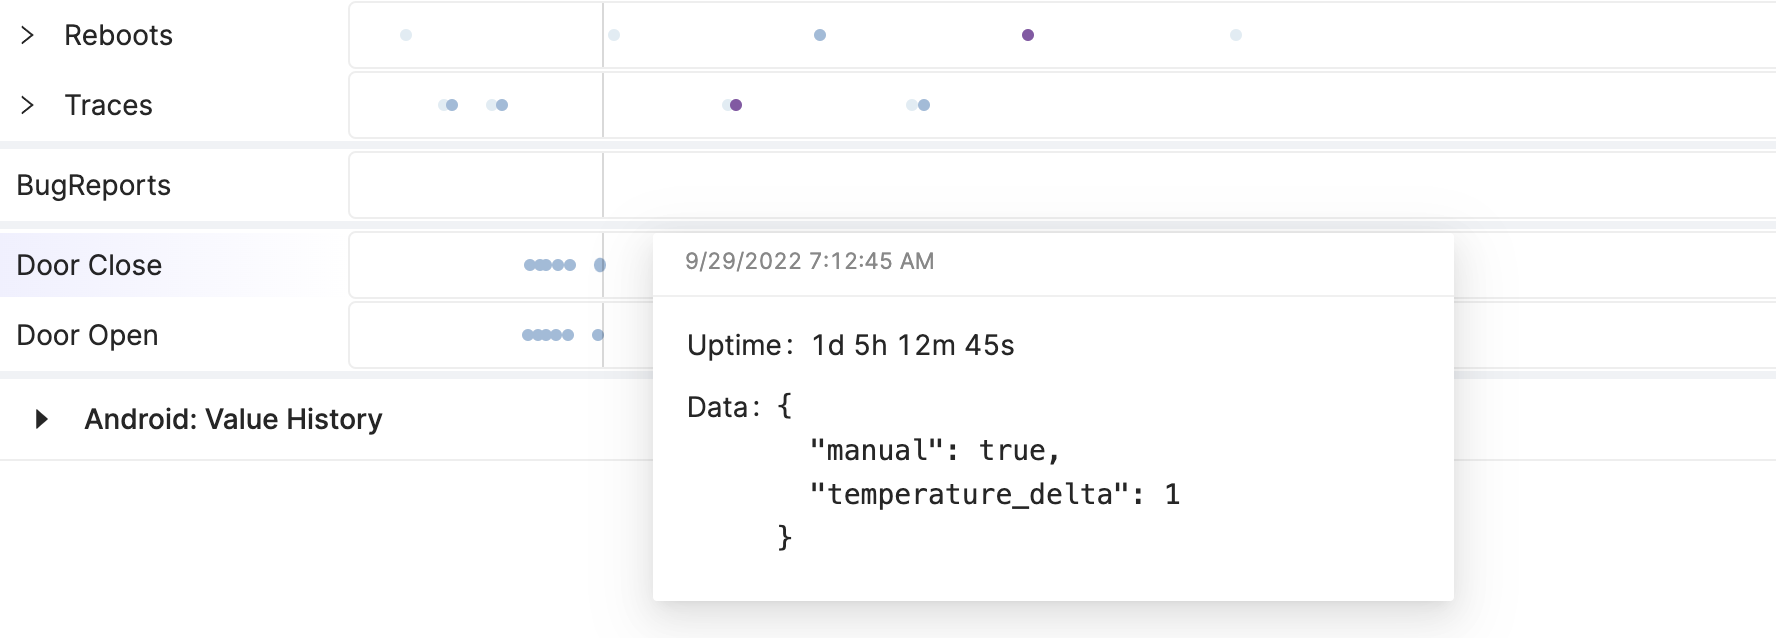 Reboots
Traces
BugReports
Door Close
Door Open
Android: Value History
9/29/2022 7:12:45 AM
Uptime: 1d 5h 12m 45s
Data: {
"manual": true,
"temperature_delta": 1
}